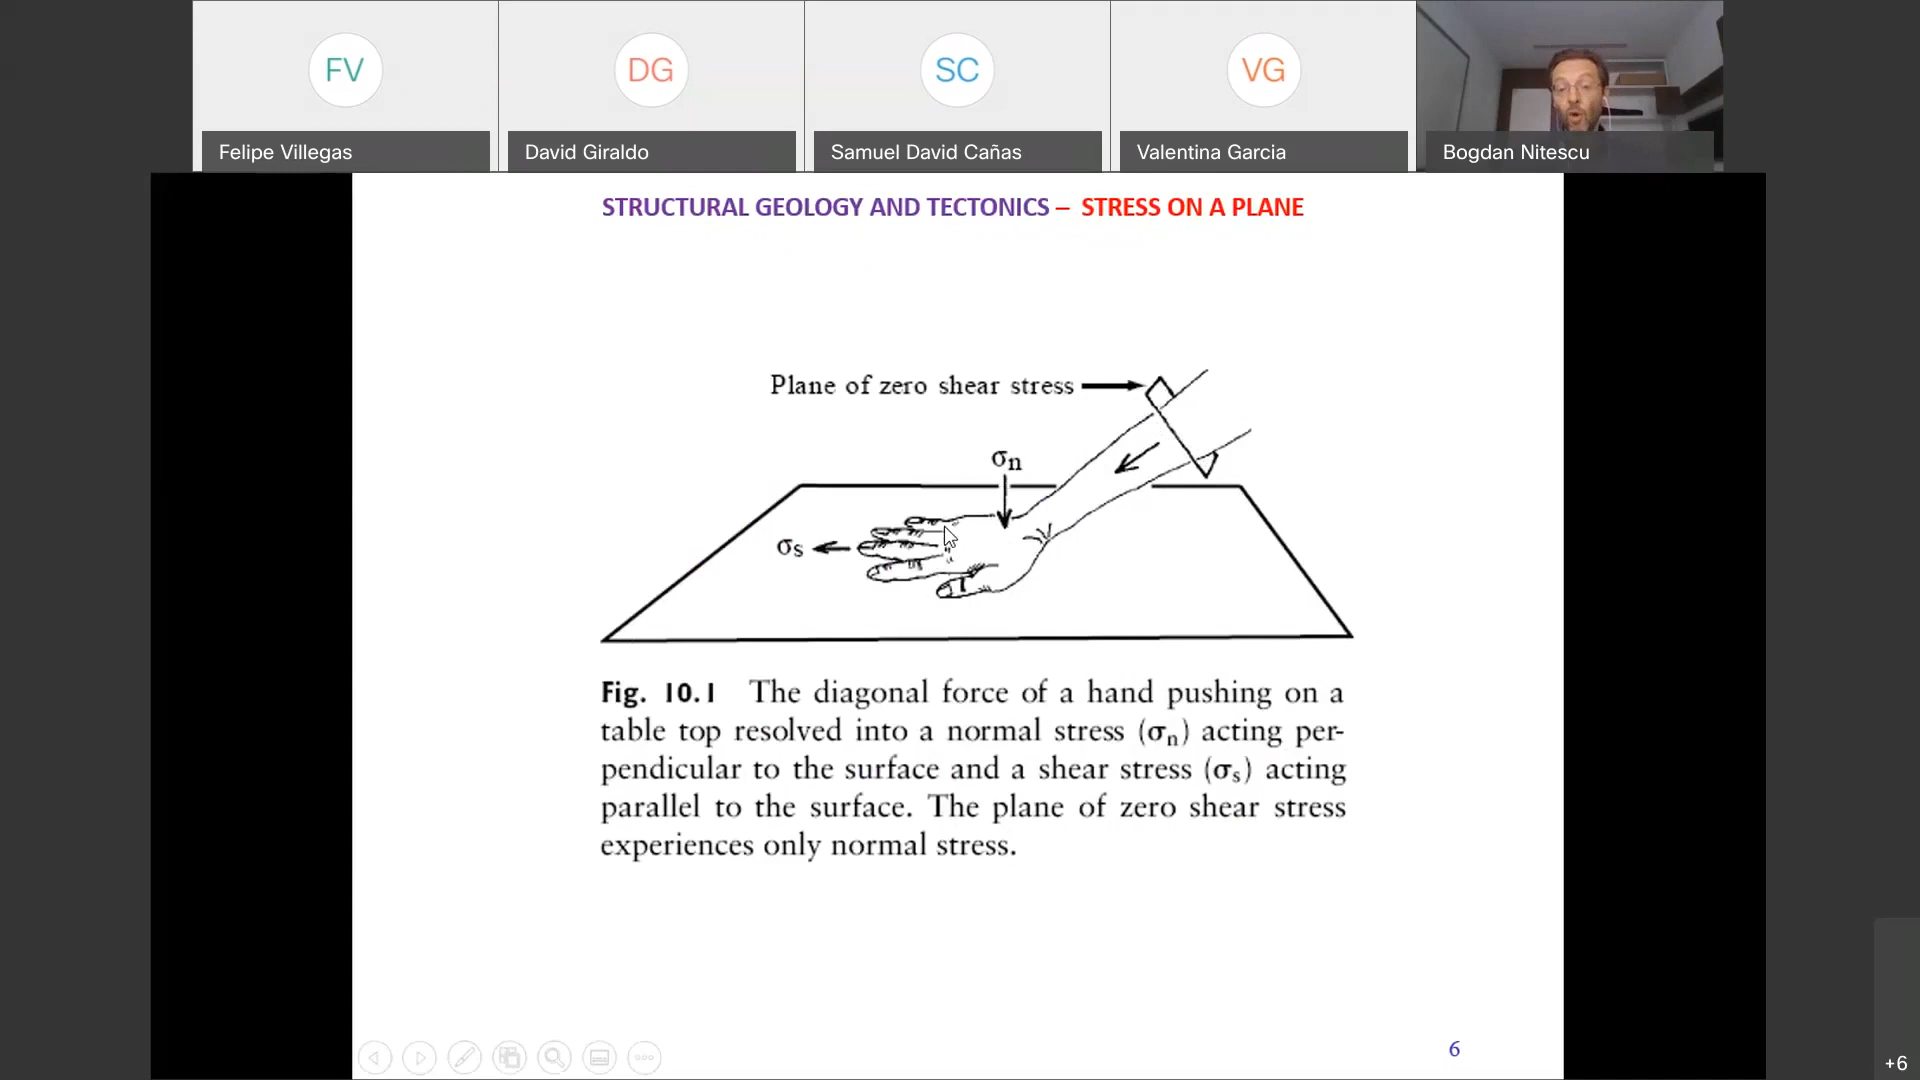 FV
DG
SC
VG
Felipe Villegas
David Giraldo
Samuel David Cañas
Valentina Garcia
Bogdan Nitescu
STRUCTURAL GEOLOGY AND TECTONICS – STRESS ON A PLANE
Plane of zero shear stress
σn
σs
Fig. 10.1 The diagonal force of a hand pushing on a
table top resolved into a normal stress (σn) acting per-
pendicular to the surface and a shear stress (σs) acting
parallel to the surface. The plane of zero shear stress
experiences only normal stress.
6
+6